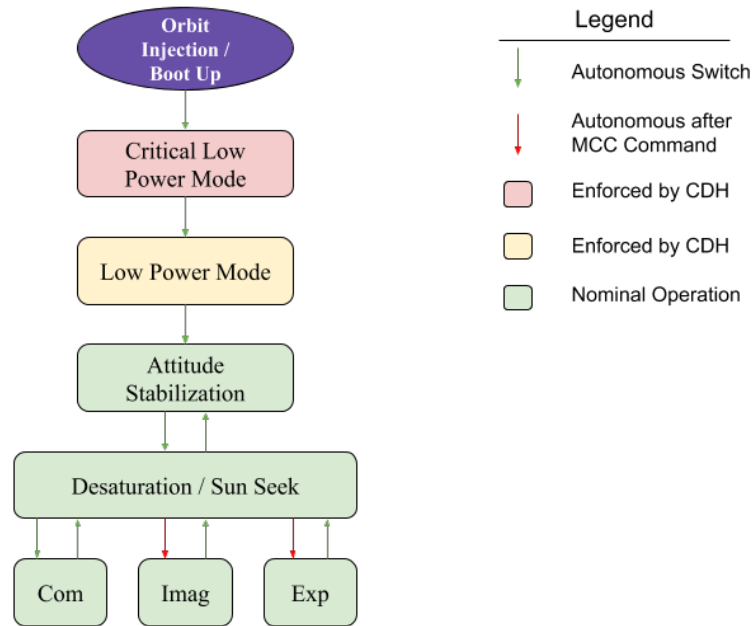 Orbit
Injection /
Boot Up
Critical Low
Power Mode
Low Power Mode
Attitude
Stabilization
Desaturation / Sun Seek
Com
Imag
Exp
Legend
Autonomous Switch
Autonomous after
MCC Command
Enforced by CDH
Enforced by CDH
Nominal Operation